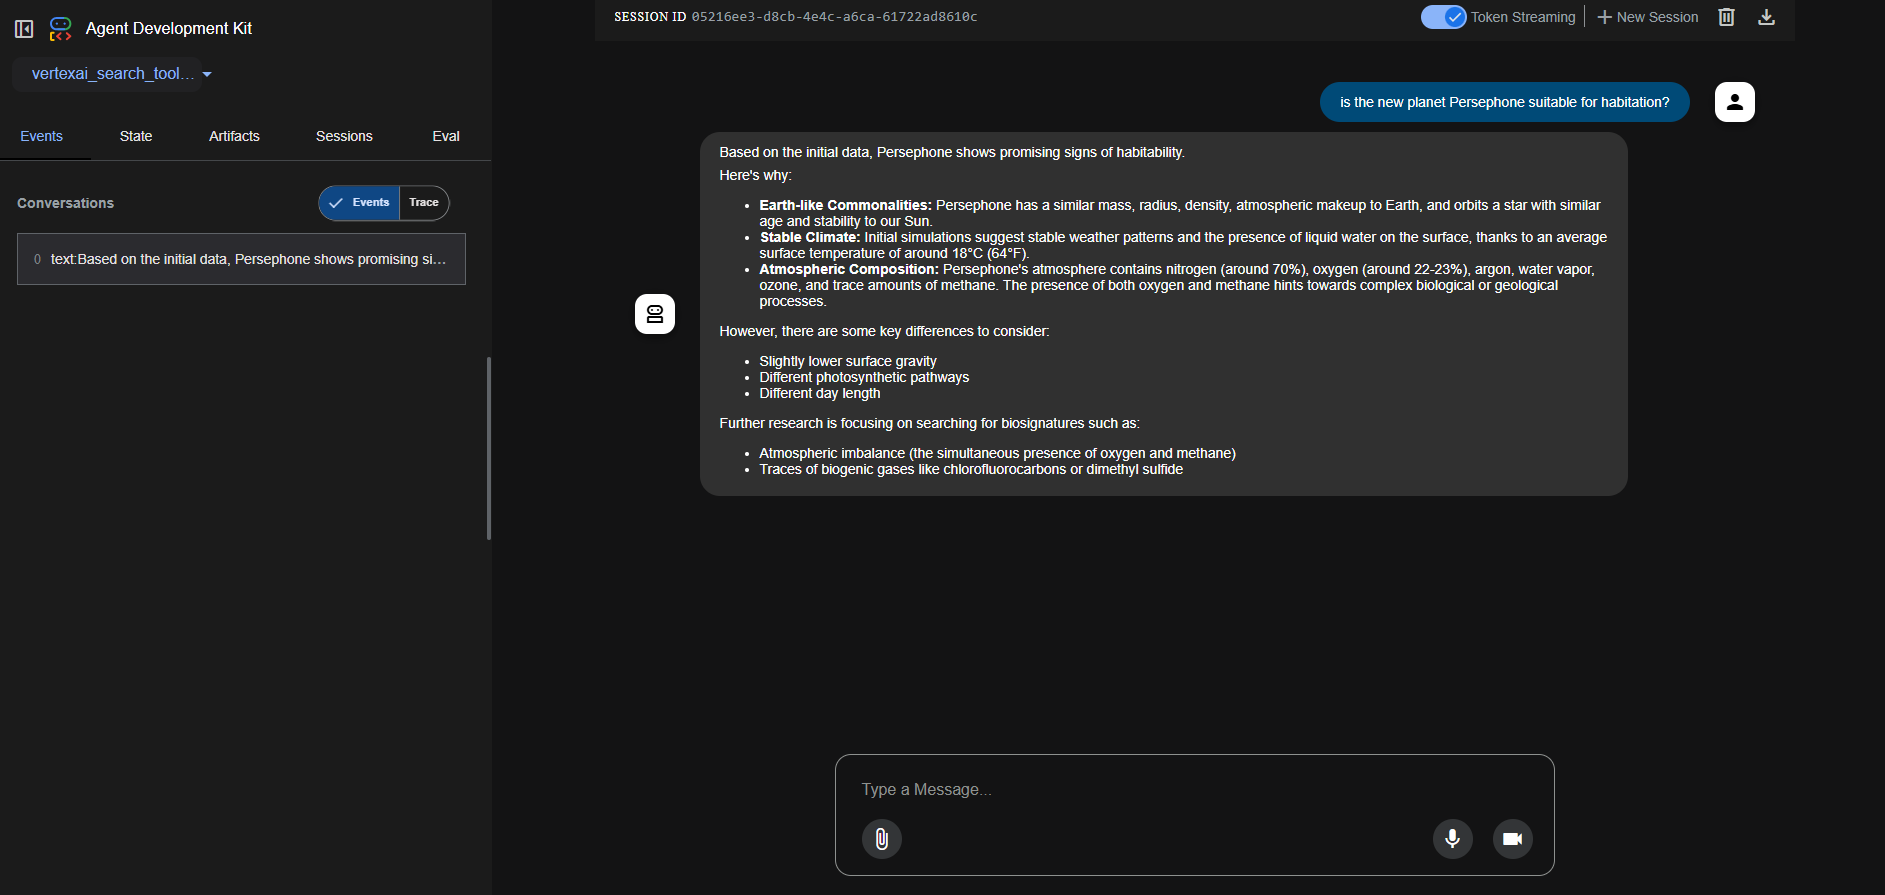 Agent Development Kit
SESSION ID 05216ee3-d8cb-4e4c-a6ca-61722ad8610c
Token Streaming
New Session
vertexai_search_tool...
Events
State
Artifacts
Sessions
Eval
Conversations
Events
Trace
0 text:Based on the initial data, Persephone shows promising si...
is the new planet Persephone suitable for habitation?
Based on the initial data, Persephone shows promising signs of habitability.
Here's why:
• Earth-like Commonalities: Persephone has a similar mass, radius, density, atmospheric makeup to Earth, and orbits a star with similar
age and stability to our Sun.
• Stable Climate: Initial simulations suggest stable weather patterns and the presence of liquid water on the surface, thanks to an average
surface temperature of around 18°C (64°F).
• Atmospheric Composition: Persephone's atmosphere contains nitrogen (around 70%), oxygen (around 22-23%), argon, water vapor,
ozone, and trace amounts of methane. The presence of both oxygen and methane hints towards complex biological or geological
processes.
However, there are some key differences to consider:
• Slightly lower surface gravity
• Different photosynthetic pathways
• Different day length
Further research is focusing on searching for biosignatures such as:
• Atmospheric imbalance (the simultaneous presence of oxygen and methane)
• Traces of biogenic gases like chlorofluorocarbons or dimethyl sulfide
Type a Message...